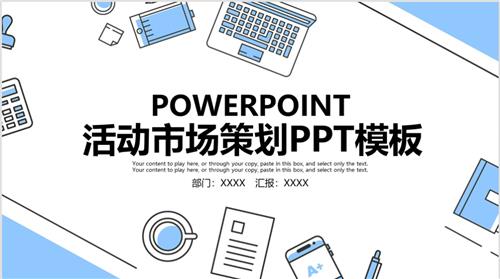 POWERPOINT
活动市场策划PPT模板
Your content to play here, or through your copy, paste in this box, and select only the text.
Your content to play here, or through your copy, paste in this box, and select only the text.
部门：XXXX 汇报：XXXX
A+